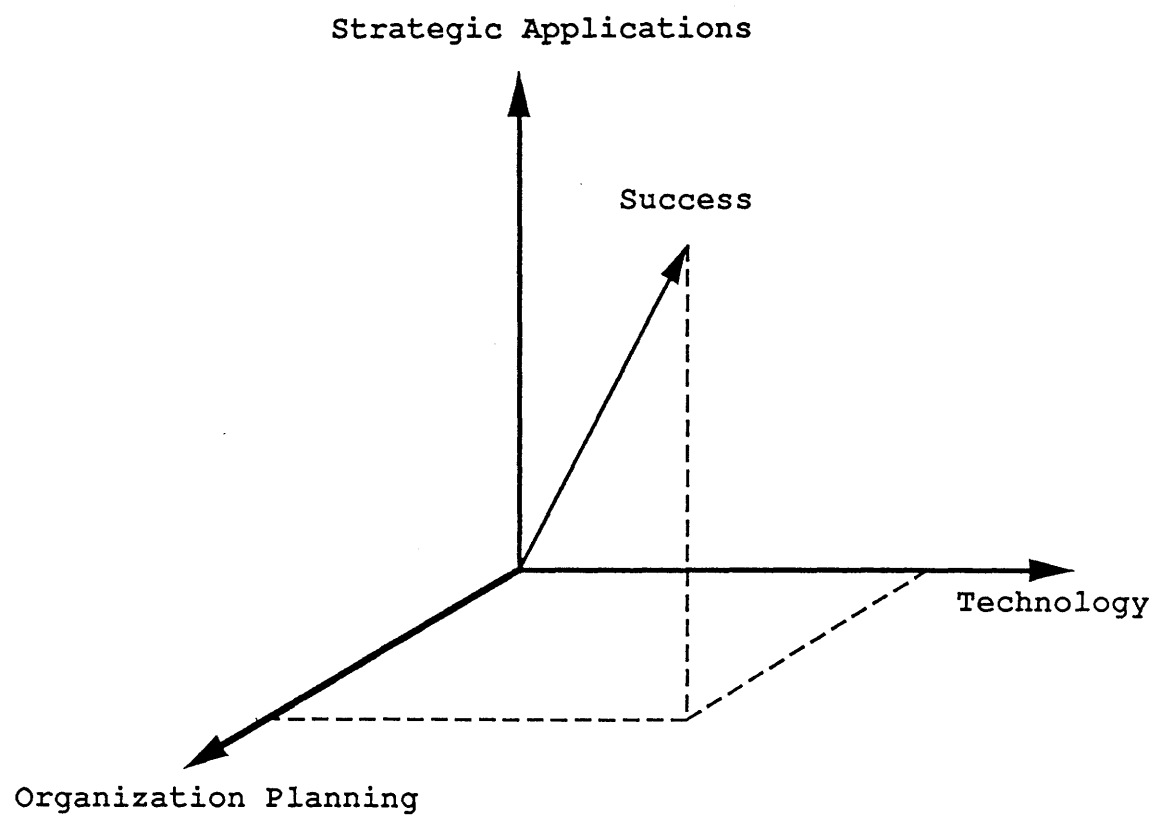 Strategic Applications
Success
Technology
Organization Planning